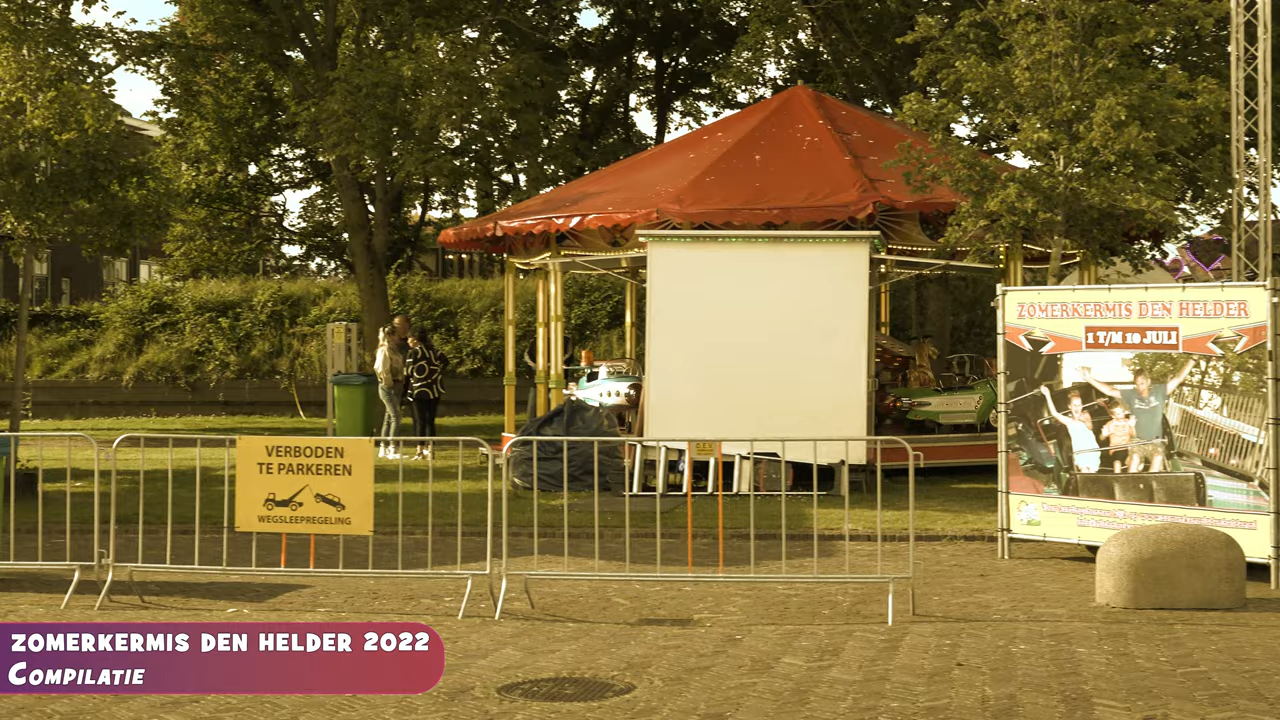 ZOMERKERMIS DEN HELDER
1 T/M 10 JULI
VERBODEN
TE PARKEREN
WEGSLEEPREGELING
ZOMERKERMIS DEN HELDER 2022
COMPILATIE